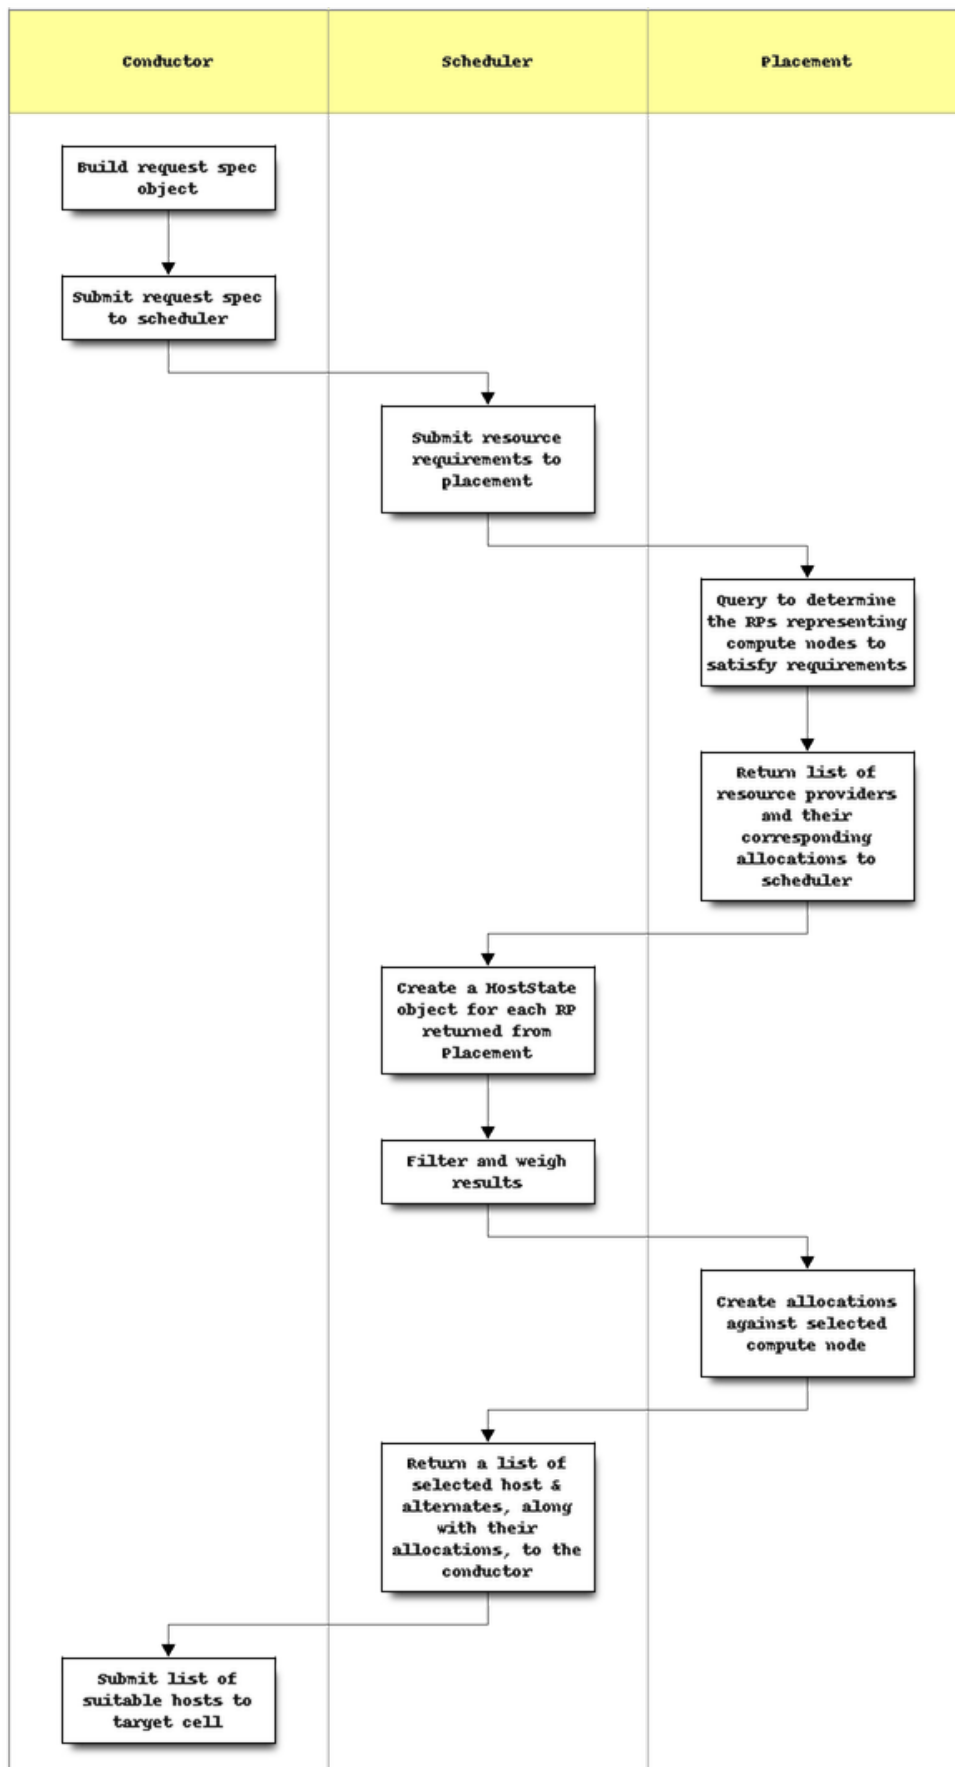 Conductor
Scheduler
Placement
Build request spec
object
Submit request spec
to scheduler
Submit resource
requirements to
placement
Query to determine
the RPs representing
compute nodes to
satisfy requirements
Return list of
resource providers
and their
corresponding
allocations to
scheduler
Create a HostState
object for each RP
returned from
Placement
Filter and weigh
results
Create allocations
against selected
compute node
Return a list of
selected host &
alternates, along
with their
allocations, to the
conductor
Submit list of
suitable hosts to
target cell